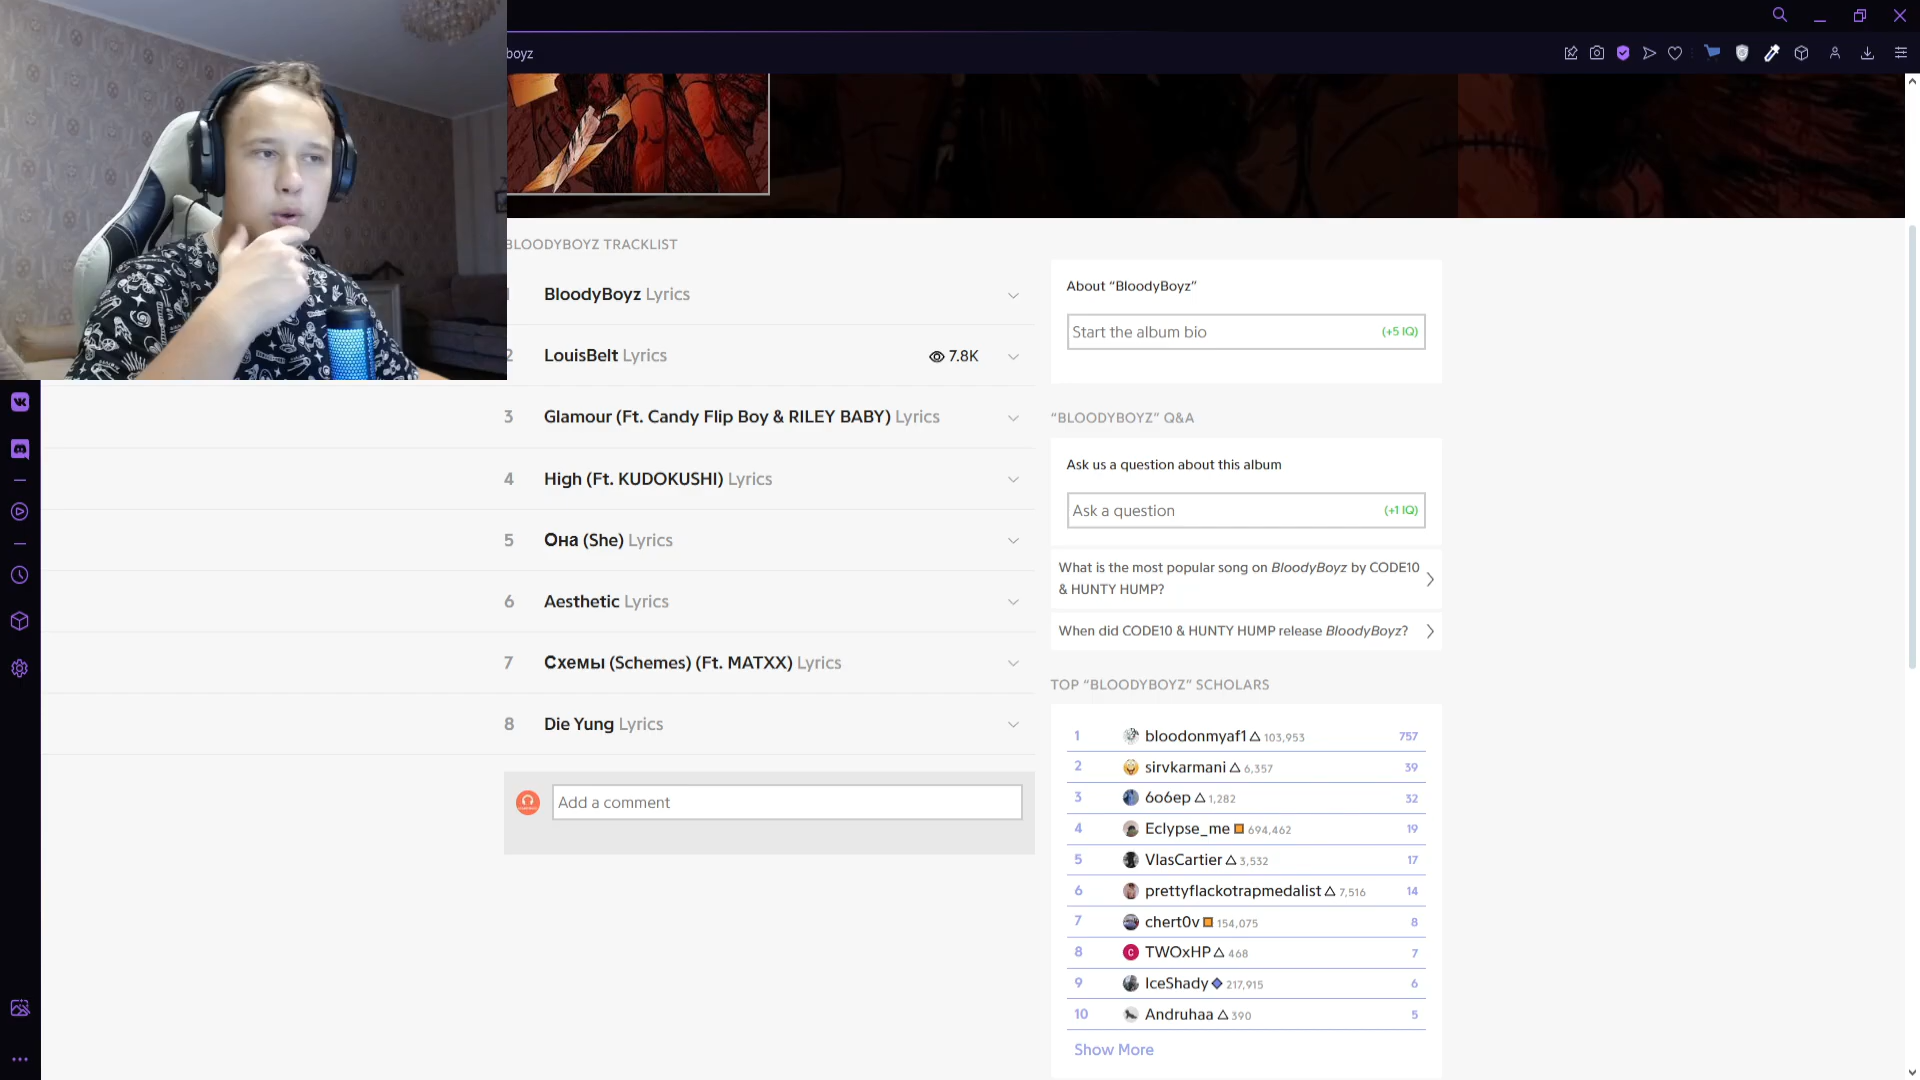 boyz
BLOODYBOYZ TRACKLIST
BloodyBoyz Lyrics
2 LouisBelt Lyrics 7.8K
3 Glamour (Ft. Candy Flip Boy & RILEY BABY) Lyrics
4 High (Ft. KUDOKUSHI) Lyrics
5 Она (She) Lyrics
6 Aesthetic Lyrics
7 Схемы (Schemes) (Ft. MATXX) Lyrics
8 Die Yung Lyrics
Add a comment
About “BloodyBoyz”
Start the album bio (+5 IQ)
“BLOODYBOYZ” Q&A
Ask us a question about this album
Ask a question (+1 IQ)
What is the most popular song on BloodyBoyz by CODE10
& HUNTY HUMP?
When did CODE10 & HUNTY HUMP release BloodyBoyz?
TOP “BLOODYBOYZ” SCHOLARS
1 bloodonmyaf1 103,953 757
2 sirvkarmani 6,357 39
3 6o6ep 1,282 32
4 Eclypse_me 694,462 19
5 VlasCartier 3,532 17
6 prettyflackotrapmedalist 7,516 14
7 chert0v 154,075 8
8 C TWOxHP 468 7
9 IceShady 217,915 6
10 Andruhaa 390 5
Show More